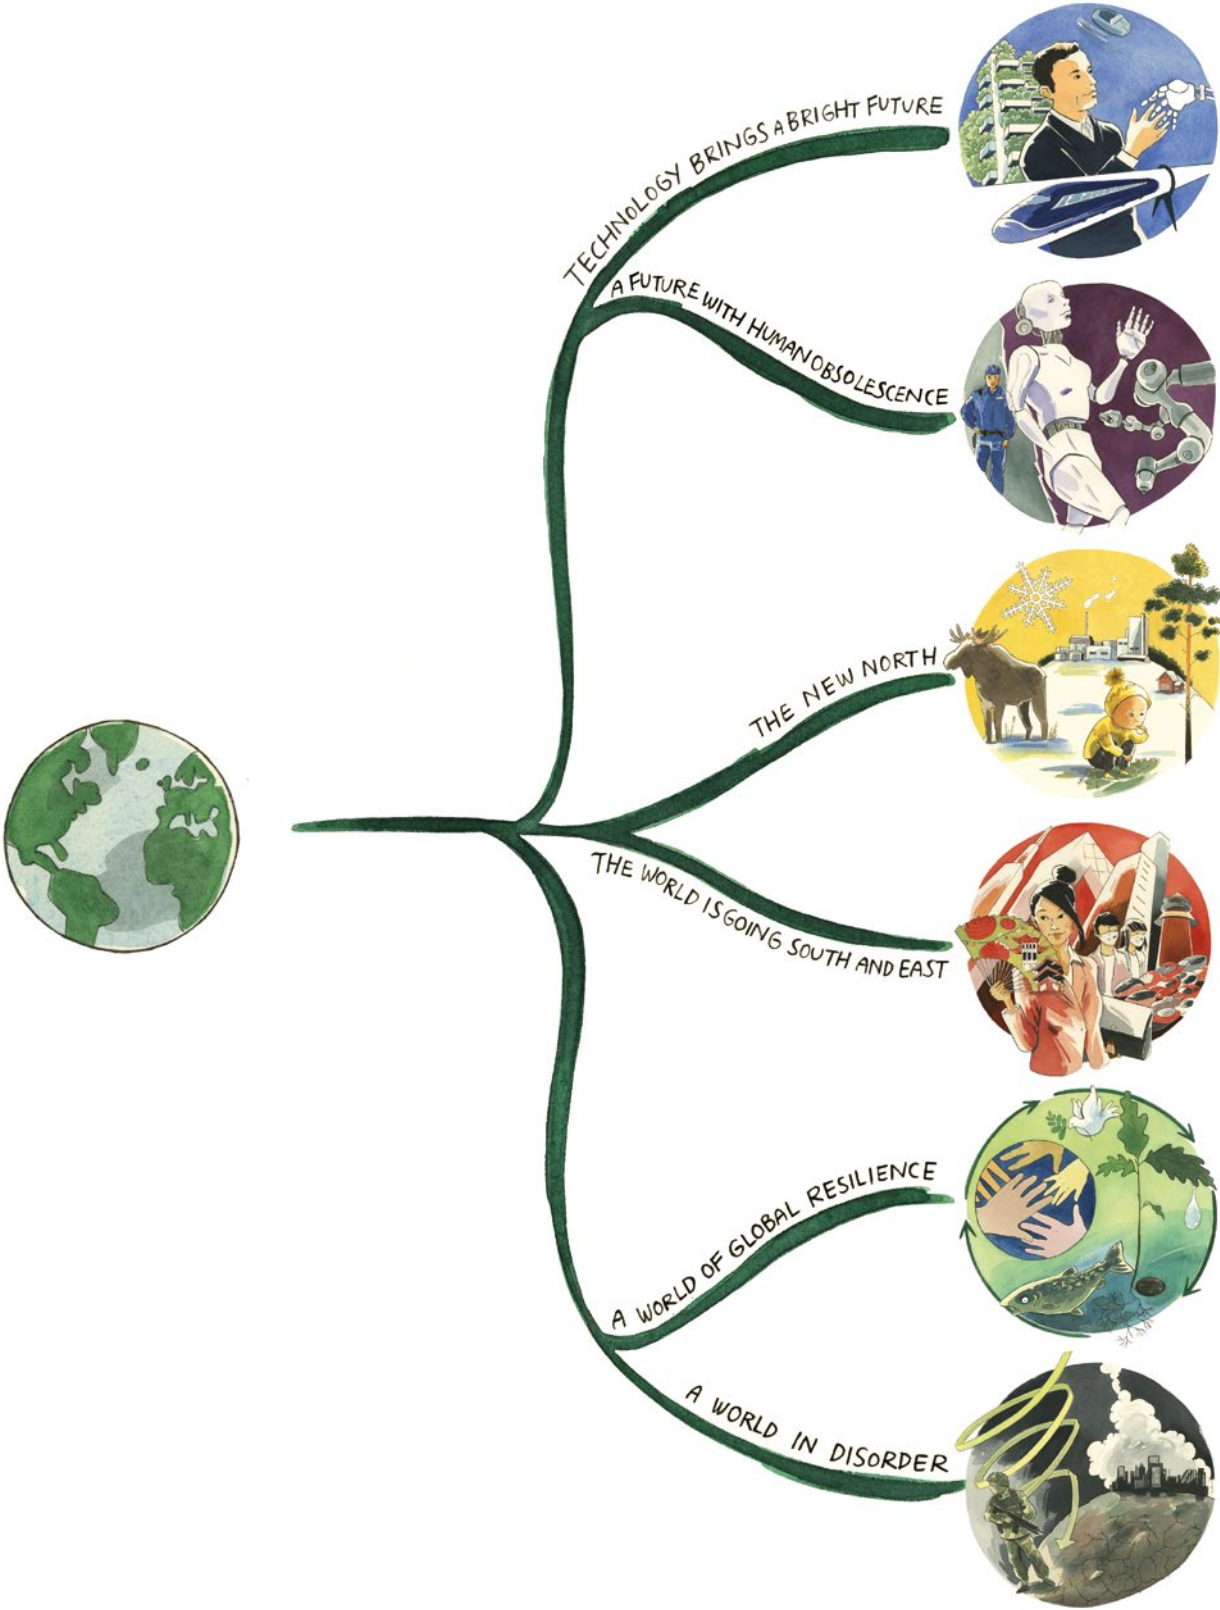 TECHNOLOGY BRINGS A BRIGHT FUTURE
A FUTURE WITH HUMAN OBSOLESCENCE
THE NEW NORTH
THE WORLD IS GOING SOUTH AND EAST
A WORLD OF GLOBAL RESILIENCE
A WORLD IN DISORDER